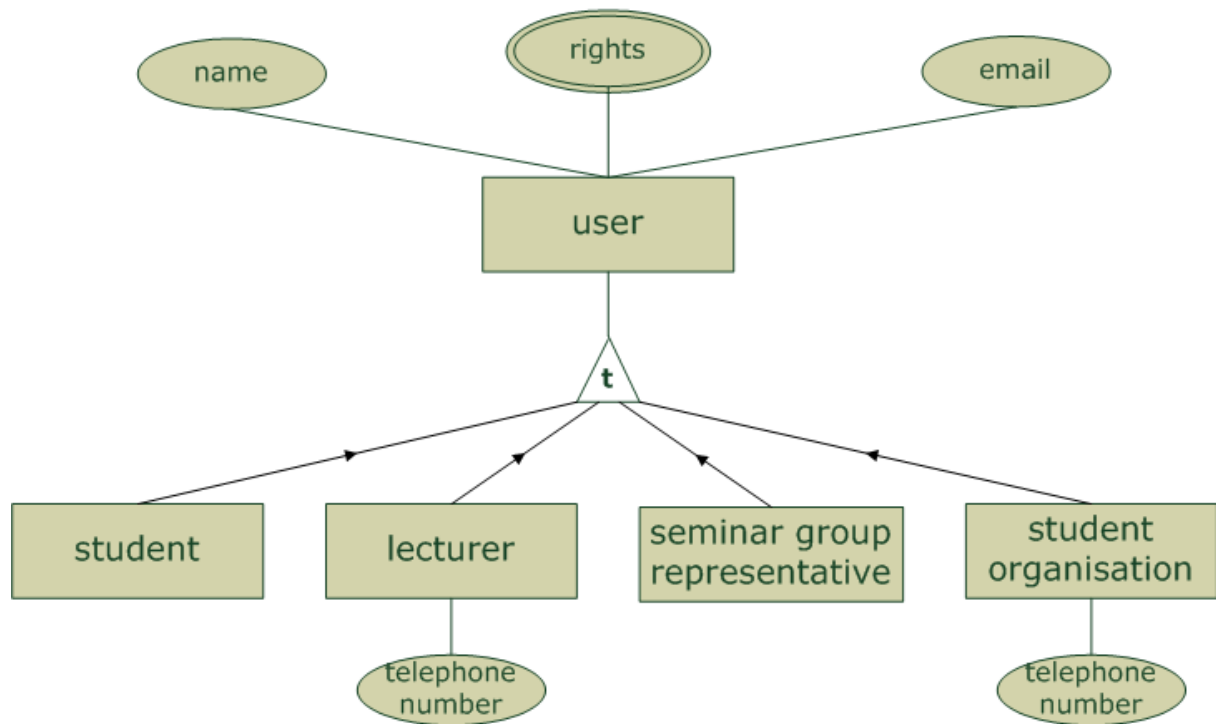 name
rights
email
user
t
student
lecturer
seminar group
representative
student
organisation
telephone
number
telephone
number